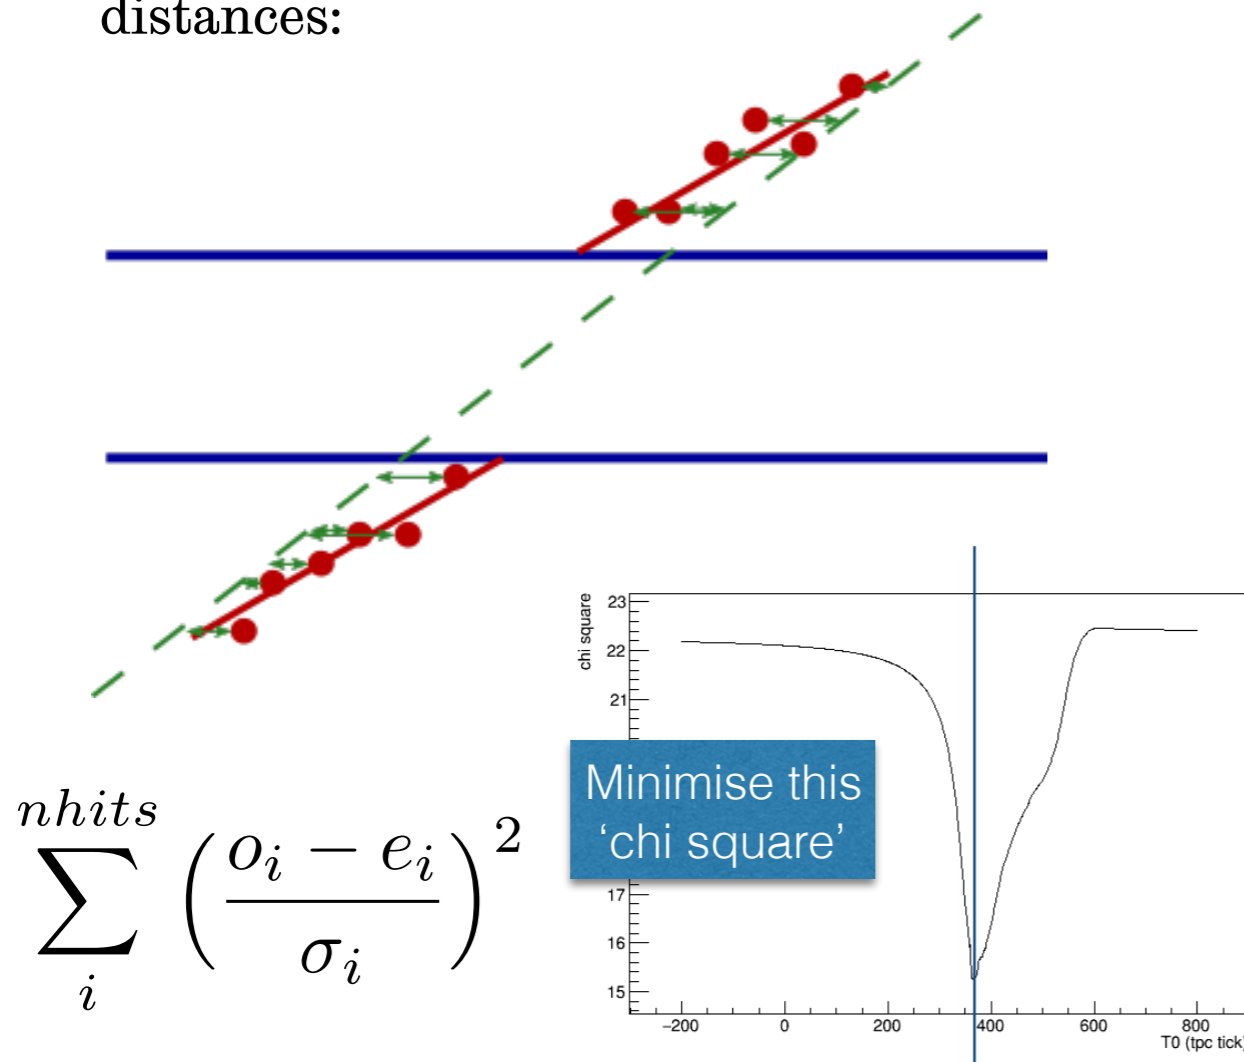 distances:
nhits
∑
i
( (o_i − e_i) / σ_i )^2
chi square
23
22
21
Minimise this
‘chi square’
17
16
15
−200 0 200 400 600 800
T0 (tpc tick)